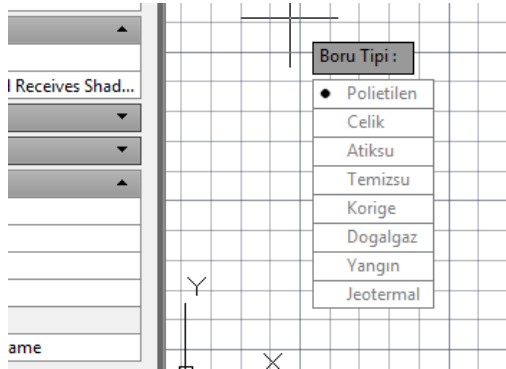 l Receives Shad...
ame
Boru Tipi :
Polietilen
Celik
Atiksu
Temizsu
Korige
Dogalgaz
Yangın
Jeotermal
Y
X